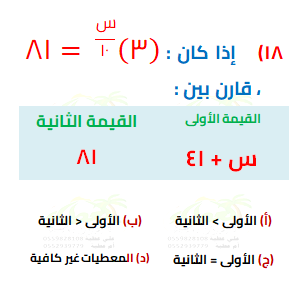 ١٨) إذا كان : (٣)^(س/١٠) = ٨١
، قارن بين :
القيمة الأولى القيمة الثانية
س + ٤١ ٨١
(أ) الأولى > الثانية (ب) الأولى < الثانية
(ج) الأولى = الثانية (د) المعطيات غير كافية